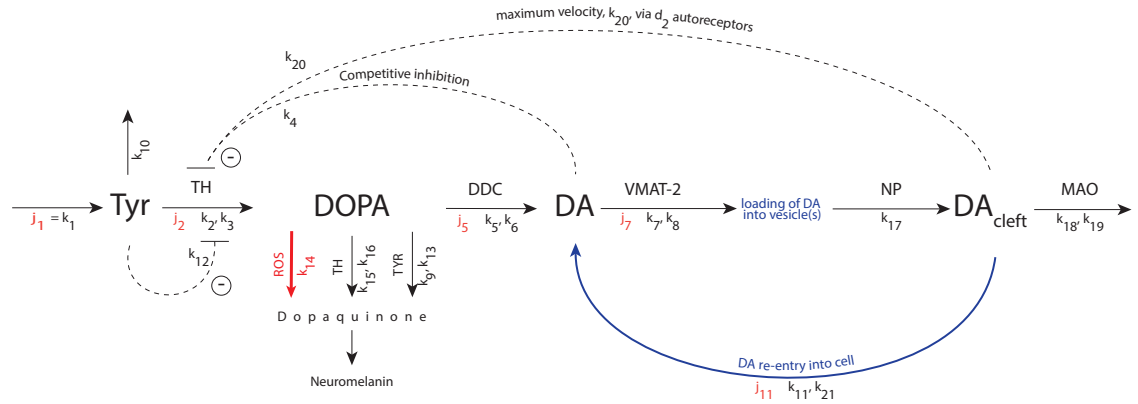 maximum velocity, k20, via d2 autoreceptors
k20
Competitive inhibition
k4
k10
−
TH
DDC
VMAT-2
NP
MAO
Tyr
DOPA
DA
loading of DA
into vesicle(s)
DAcleft
j1 = k1
j2 k2, k3
j5 k5, k6
j7 k7, k8
k17
k18, k19
k12
−
ROS
k14
TH
k15, k16
TYR
k9, k13
Dopaquinone
Neuromelanin
DA re-entry into cell
j11 k11, k21